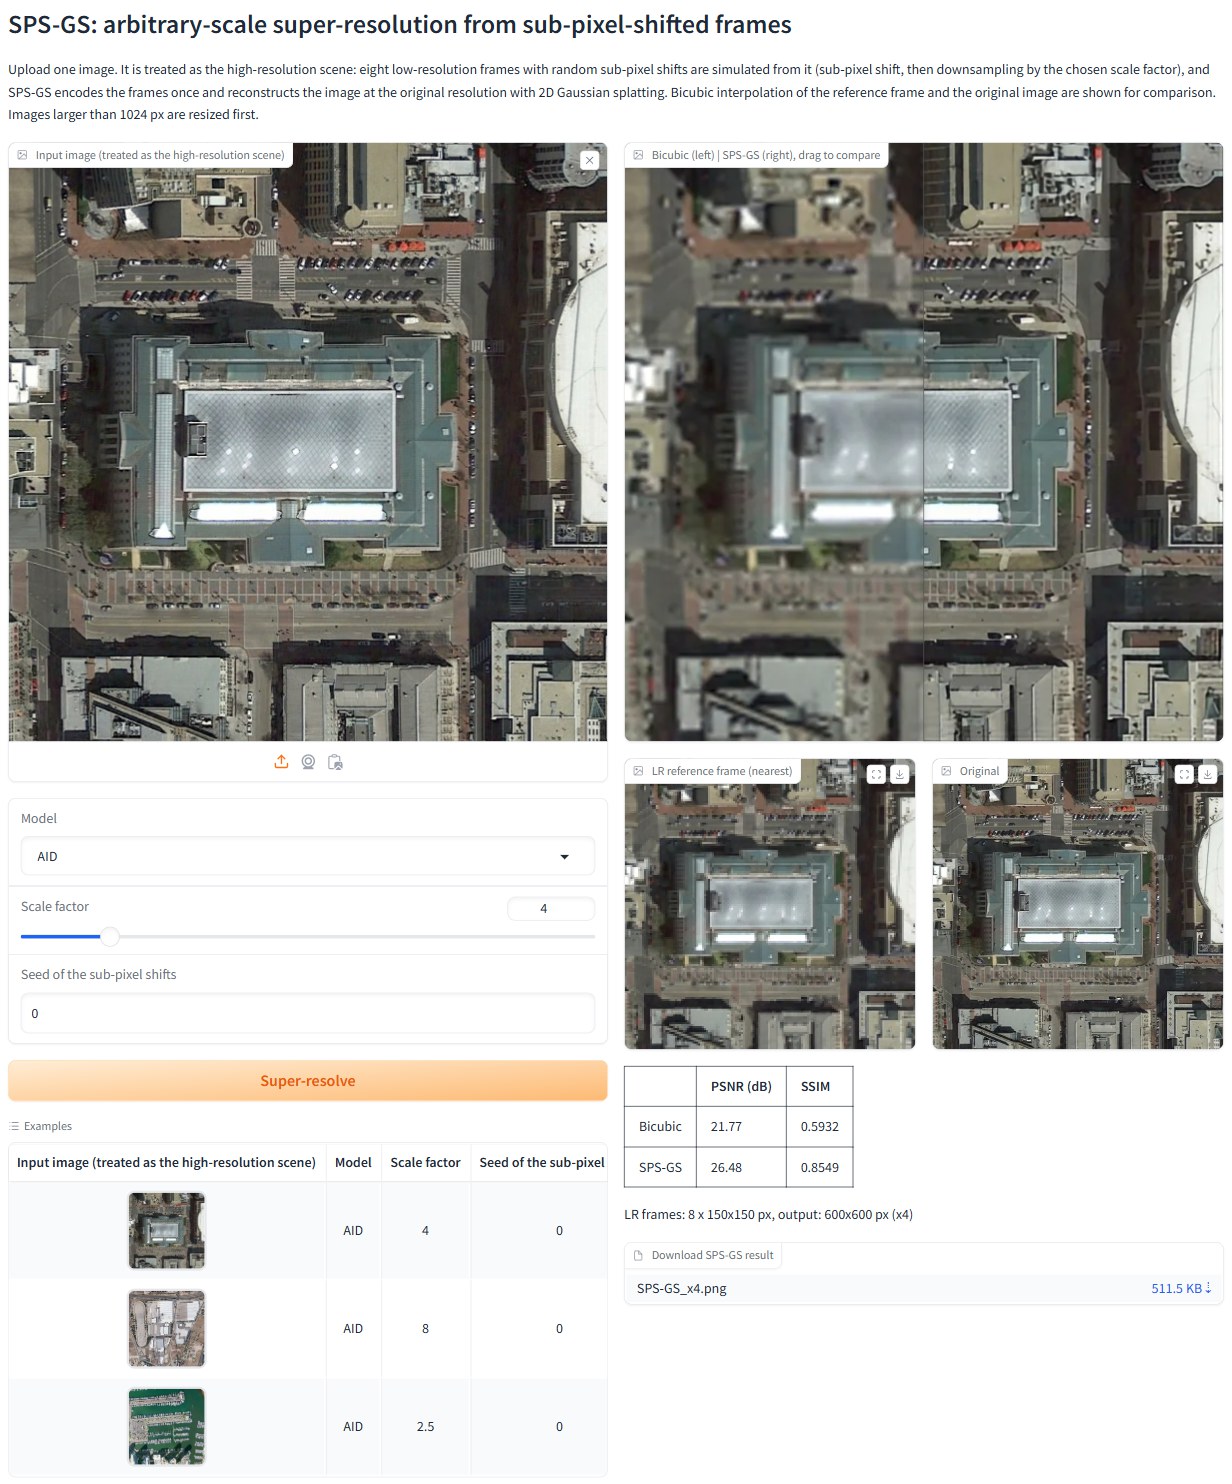 SPS-GS: arbitrary-scale super-resolution from sub-pixel-shifted frames
Upload one image. It is treated as the high-resolution scene: eight low-resolution frames with random sub-pixel shifts are simulated from it (sub-pixel shift, then downsampling by the chosen scale factor), and
SPS-GS encodes the frames once and reconstructs the image at the original resolution with 2D Gaussian splatting. Bicubic interpolation of the reference frame and the original image are shown for comparison.
Images larger than 1024 px are resized first.
Input image (treated as the high-resolution scene)
Bicubic (left) | SPS-GS (right), drag to compare
LR reference frame (nearest)
Original
Model
AID
Scale factor
4
Seed of the sub-pixel shifts
0
Super-resolve
Examples
Input image (treated as the high-resolution scene) Model Scale factor Seed of the sub-pixel
AID 4 0
AID 8 0
AID 2.5 0
PSNR (dB) SSIM
Bicubic 21.77 0.5932
SPS-GS 26.48 0.8549
LR frames: 8 x 150x150 px, output: 600x600 px (x4)
Download SPS-GS result
SPS-GS_x4.png 511.5 KB ⇣